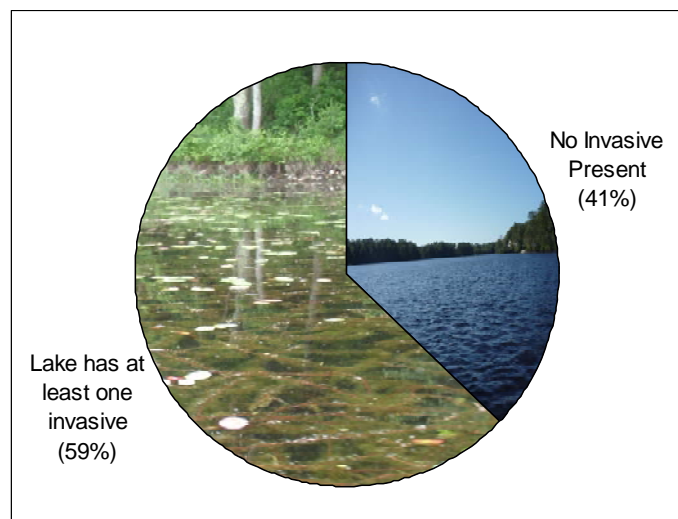 No Invasive
Present
(41%)
Lake has at
least one
invasive
(59%)